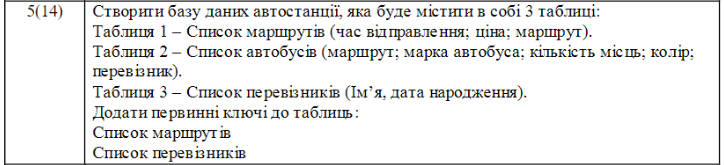 5(14)
Створити базу даних автостанції, яка буде містити в собі 3 таблиці:
Таблиця 1 – Список маршрутів (час відправлення; ціна; маршрут).
Таблиця 2 – Список автобусів (маршрут; марка автобуса; кількість місць; колір;
перевізник).
Таблиця 3 – Список перевізників (Ім’я, дата народження).
Додати первинні ключі до таблиць:
Список маршрутів
Список перевізників